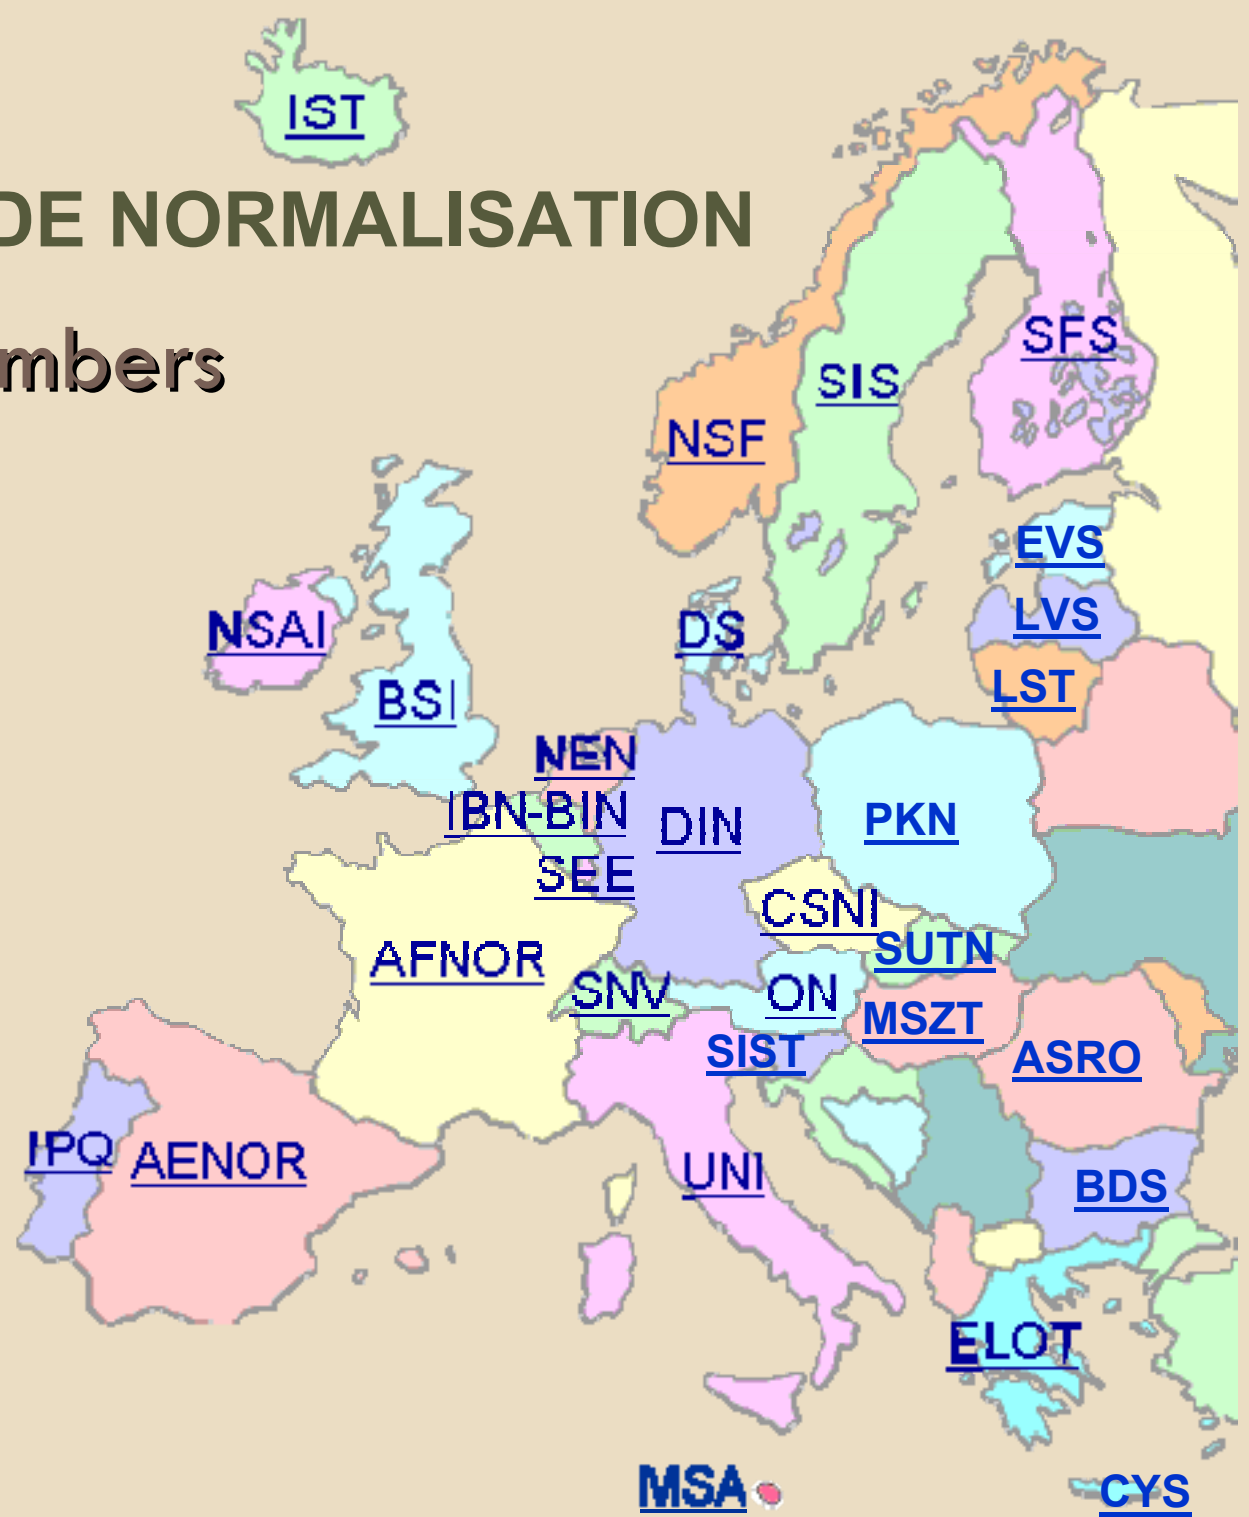 IST
DE NORMALISATION
mbers
SFS
SIS
NSF
EVS
LVS
NSAI
DS
LST
BSI
NEN
IBN-BIN
DIN
PKN
SEE
CSNI
SUTN
AFNOR
SNV
ON
MSZT
SIST
ASRO
IPQ
AENOR
UNI
BDS
ELOT
MSA
CYS